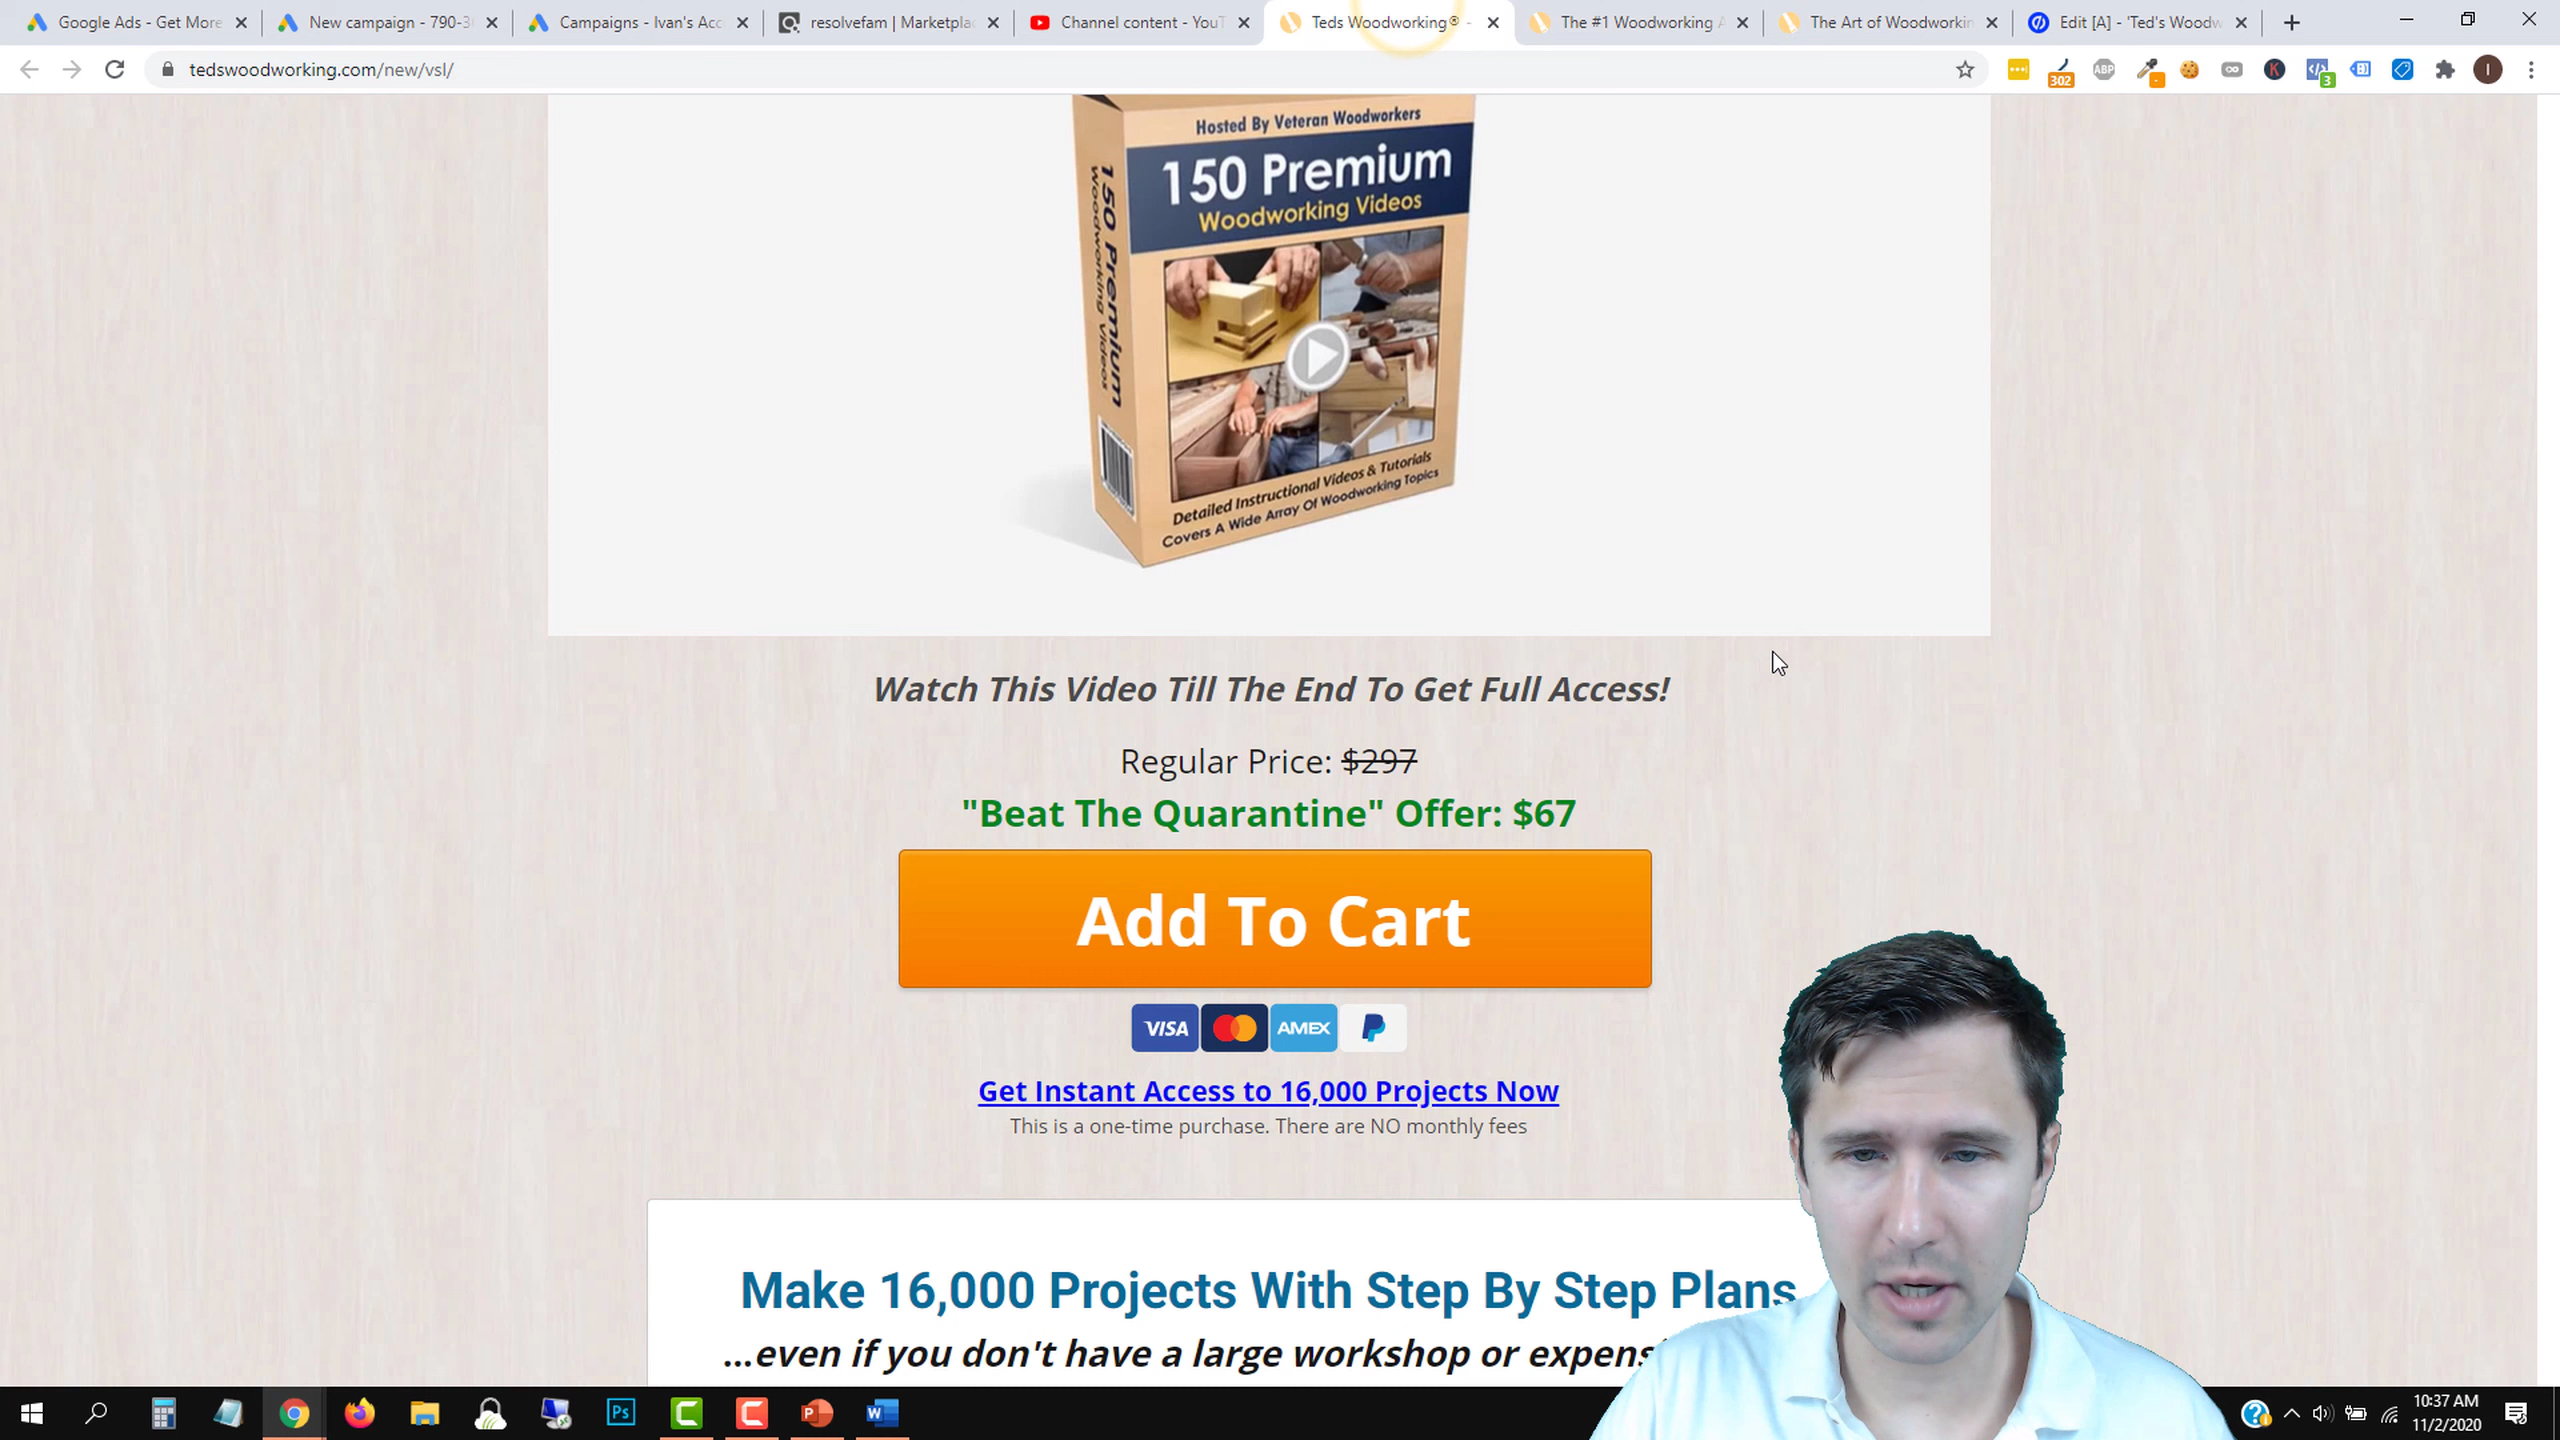 Google Ads - Get More
New campaign - 790-3
Campaigns - Ivan's Acc
resolvefam | Marketpla
Channel content - YouT
Teds Woodworking® -
The #1 Woodworking A
The Art of Woodworkin
Edit [A] - 'Ted's Woodw
tedswoodworking.com/new/vsl/
302
ABP
3
I
Hosted By Veteran Woodworkers
150 Premium
Woodworking Videos
150 Premium
Woodworking Videos
Detailed Instructional Videos & Tutorials
Covers A Wide Array Of Woodworking Topics
Watch This Video Till The End To Get Full Access!
Regular Price: $297
"Beat The Quarantine" Offer: $67
Add To Cart
VISA
AMEX
Get Instant Access to 16,000 Projects Now
This is a one-time purchase. There are NO monthly fees
Make 16,000 Projects With Step By Step Plans
...even if you don't have a large workshop or expens
Ps
10:37 AM
11/2/2020